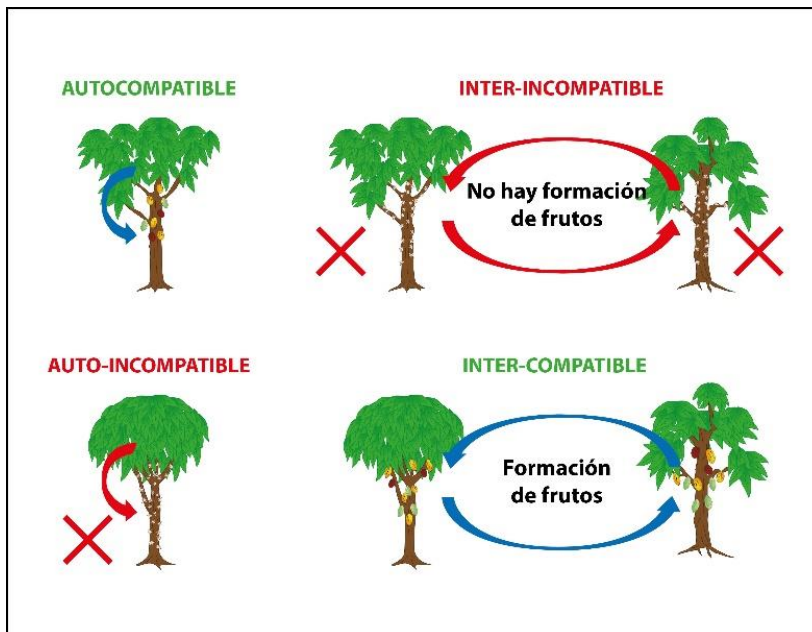 AUTOCOMPATIBLE
INTER-INCOMPATIBLE
No hay formación
de frutos
AUTO-INCOMPATIBLE
INTER-COMPATIBLE
Formación
de frutos